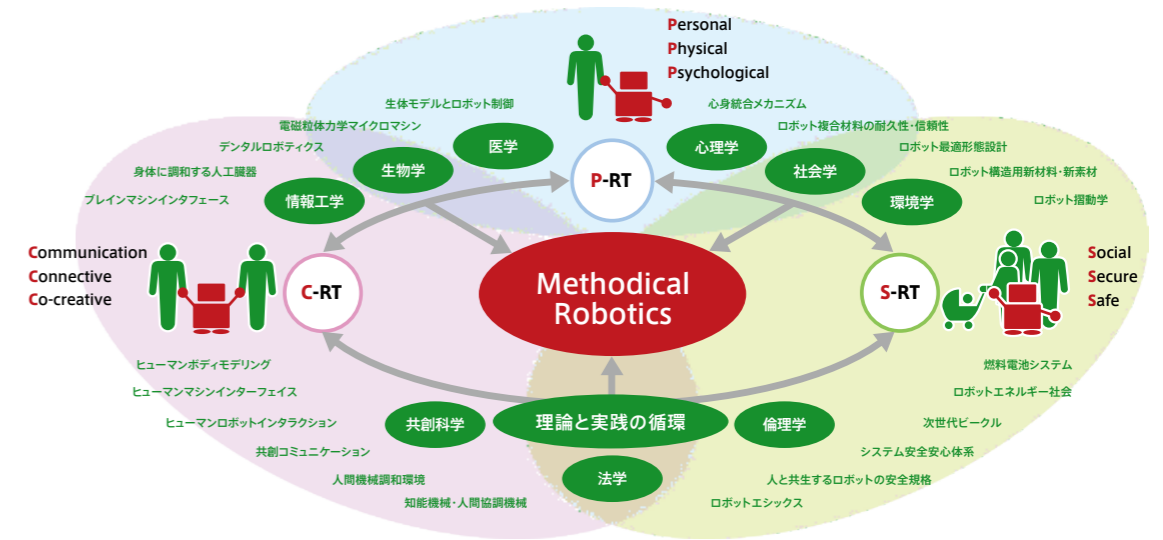 Personal
Physical
Psychological
生体モデルとロボット制御
心身統合メカニズム
電磁粒体力学マイクロマシン
ロボット複合材料の耐久性・信頼性
デンタルロボティクス
医学
心理学
ロボット最適形態設計
身体に調和する人工臓器
生物学
P-RT
社会学
ロボット構造用新材料・新素材
ブレインマシンインタフェース
情報工学
環境学
ロボット摺動学
Communication
Connective
Co-creative
C-RT
Methodical
Robotics
S-RT
Social
Secure
Safe
ヒューマンボディモデリング
燃料電池システム
ヒューマンマシンインターフェイス
ロボットエネルギー社会
ヒューマンロボットインタラクション
共創科学
理論と実践の循環
倫理学
次世代ビークル
共創コミュニケーション
システム安全安心体系
人間機械調和環境
法学
人と共生するロボットの安全規格
知能機械・人間協調機械
ロボットエシックス